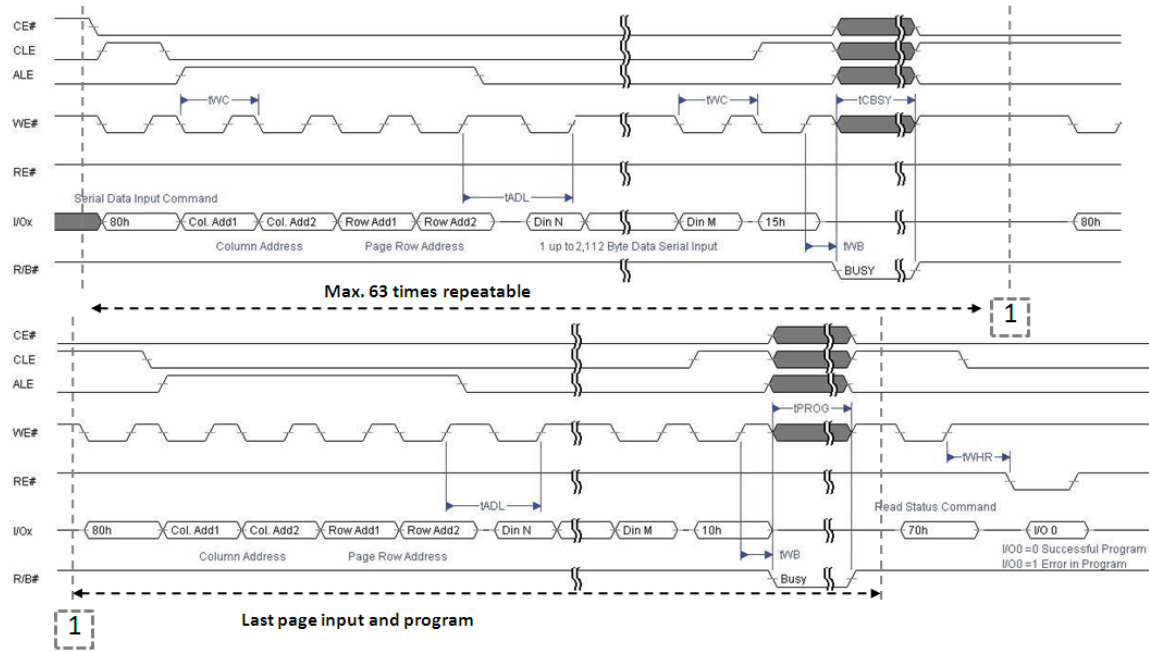 CE#
CLE
ALE
tWC tWC tCBSY
WE#
RE#
tADL
Serial Data Input Command
I/Ox 80h Col. Add1 Col. Add2 Row Add1 Row Add2 Din N Din M 15h 80h
Column Address Page Row Address 1 up to 2,112 Byte Data Serial Input tWB
R/B# BUSY
Max. 63 times repeatable 1
CE#
CLE
ALE
tPROG
WE#
tWHR
RE#
tADL Read Status Command
I/Ox 80h Col. Add1 Col. Add2 Row Add1 Row Add2 Din N Din M 10h 70h I/O 0
Column Address Page Row Address tWB I/O0 =0 Successful Program
I/O0 =1 Error in Program
R/B# Busy
1 Last page input and program